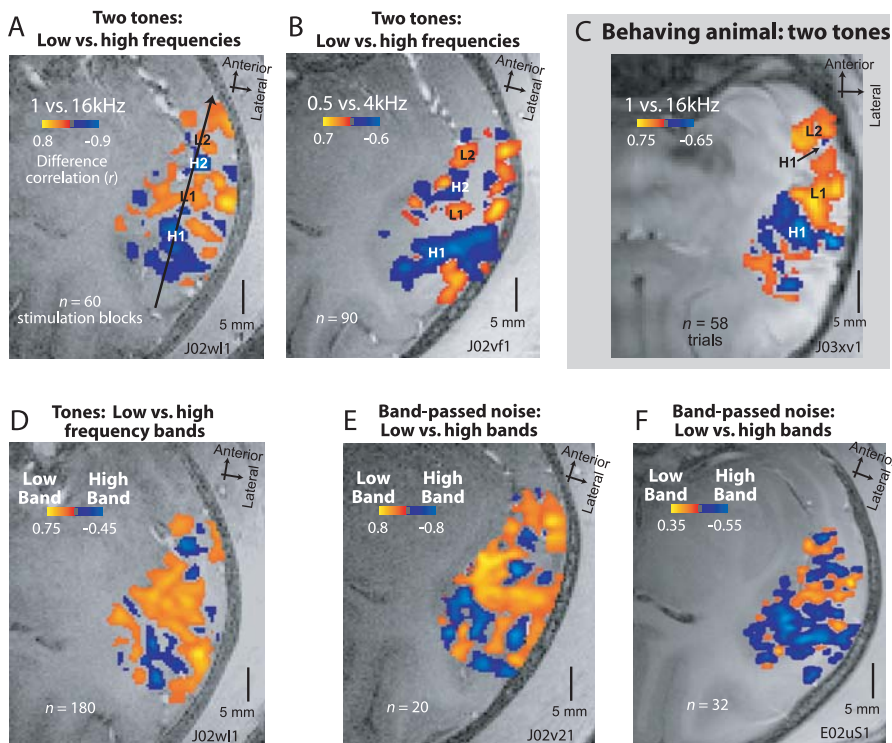 A
Two tones:
Low vs. high frequencies
Anterior
Lateral
1 vs. 16kHz
0.8 -0.9
Difference
correlation (r)
L2
H2
L1
H1
n = 60
stimulation blocks
5 mm
J02wl1
B
Two tones:
Low vs. high frequencies
Anterior
Lateral
0.5 vs. 4kHz
0.7 -0.6
L2
H2
L1
H1
n = 90
5 mm
J02vf1
C Behaving animal: two tones
Anterior
Lateral
1 vs. 16kHz
0.75 -0.65
L2
H1
L1
H1
n = 58
trials
5 mm
J03xv1
D
Tones: Low vs. high
frequency bands
Anterior
Lateral
Low High
Band Band
0.75 -0.45
n = 180
5 mm
J02wl1
E
Band-passed noise:
Low vs. high bands
Anterior
Lateral
Low High
Band Band
0.8 -0.8
n = 20
5 mm
J02v21
F
Band-passed noise:
Low vs. high bands
Anterior
Lateral
Low High
Band Band
0.35 -0.55
n = 32
5 mm
E02uS1